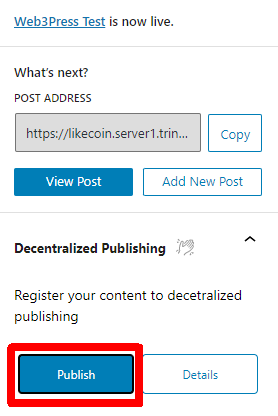 Web3Press Test is now live.
What's next?
POST ADDRESS
https://likecoin.server1.trin...
Copy
View Post
Add New Post
Decentralized Publishing
Register your content to decetralized
publishing
Publish
Details